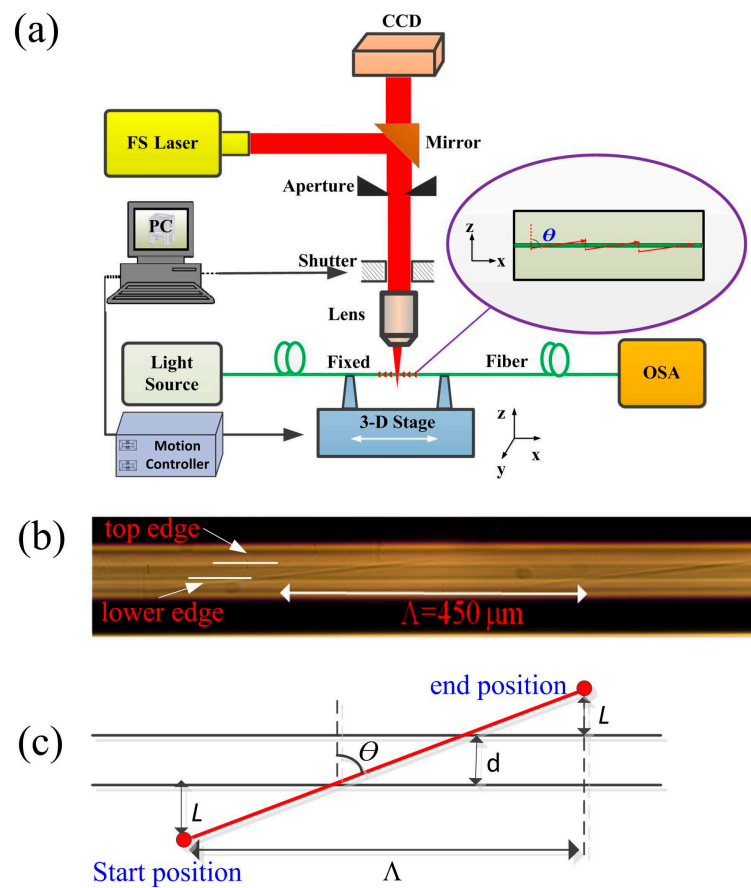 (a)
CCD
FS Laser
Mirror
Aperture
PC
z
θ
x
Shutter
Lens
Light
Source
Fixed
Fiber
OSA
3-D Stage
Motion
Controller
z
y
x
(b)
top edge
lower edge
Λ=450 μm
(c)
end position
L
θ
d
L
Start position
Λ